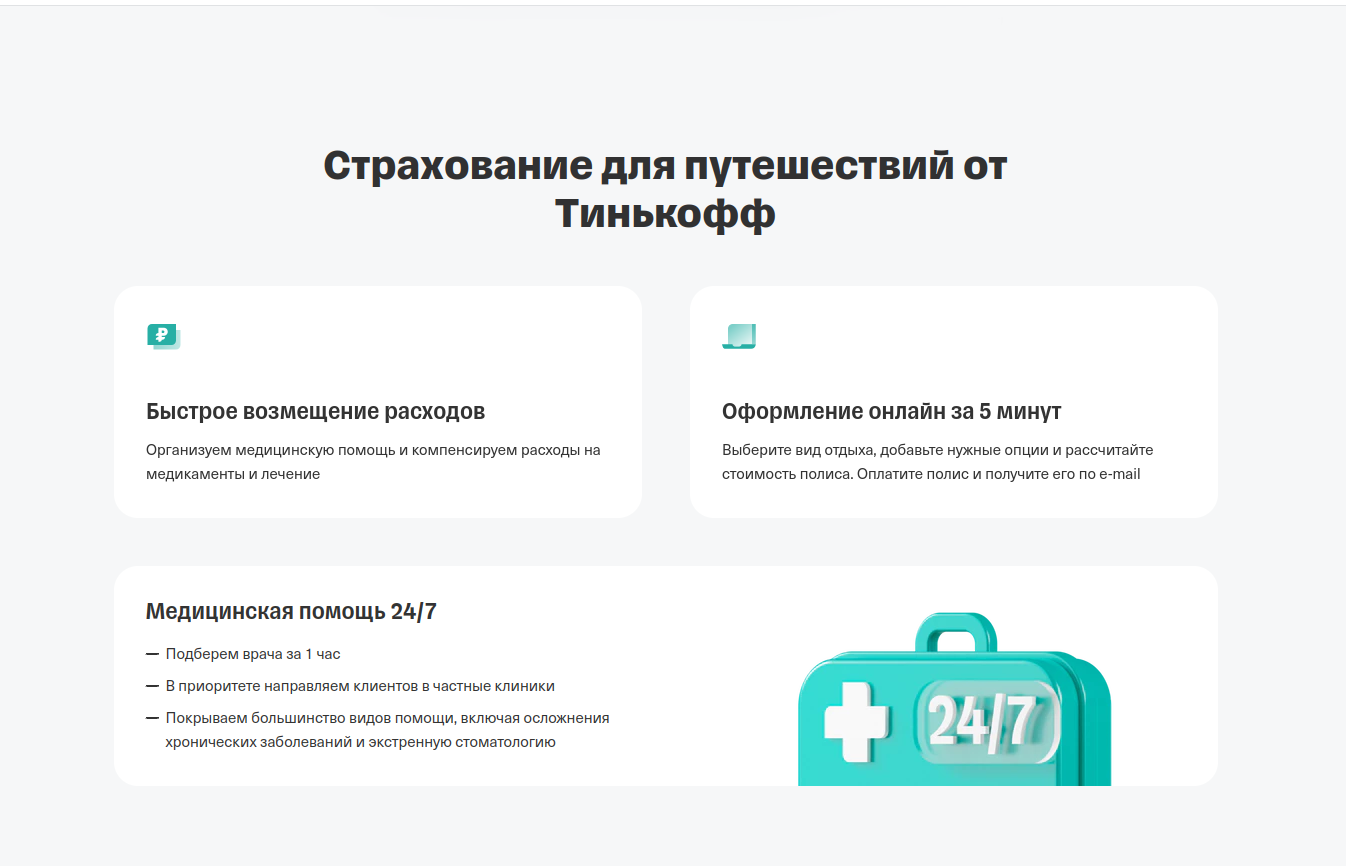 Страхование для путешествий от
Тинькофф
₽
Быстрое возмещение расходов
Организуем медицинскую помощь и компенсируем расходы на
медикаменты и лечение
Оформление онлайн за 5 минут
Выберите вид отдыха, добавьте нужные опции и рассчитайте
стоимость полиса. Оплатите полис и получите его по e-mail
Медицинская помощь 24/7
— Подберем врача за 1 час
— В приоритете направляем клиентов в частные клиники
— Покрываем большинство видов помощи, включая осложнения
хронических заболеваний и экстренную стоматологию
24/7